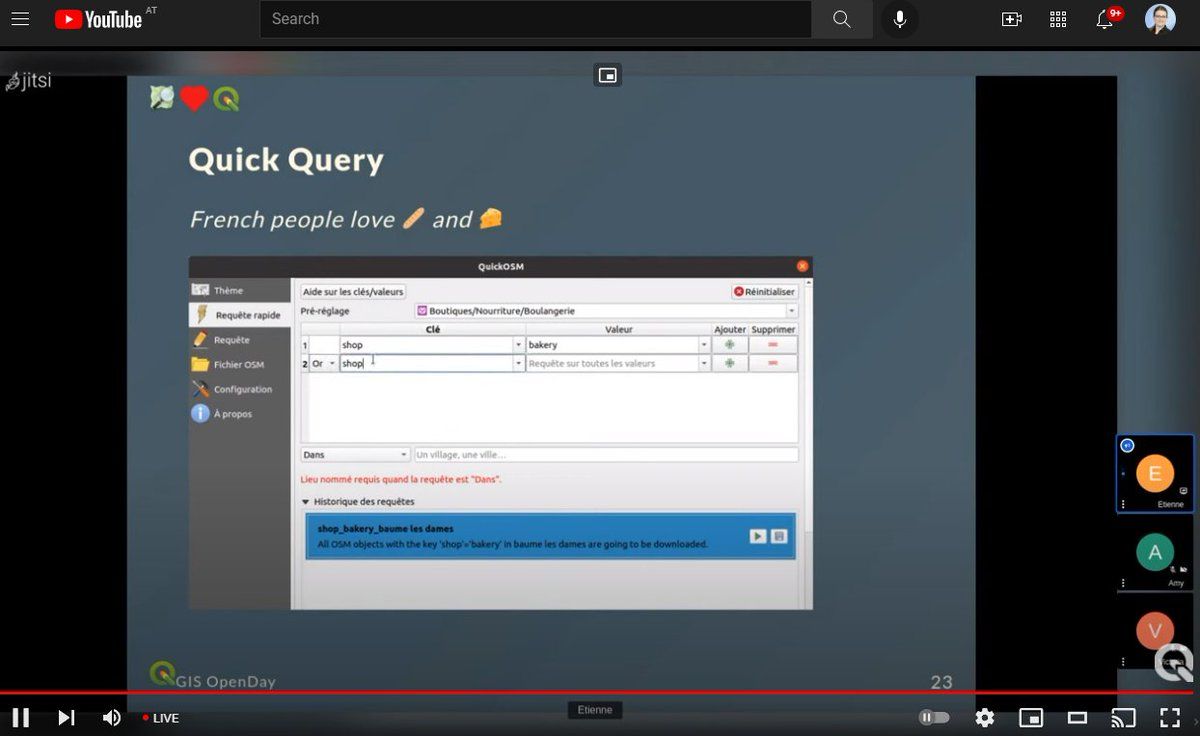 YouTube AT
Search
9+
jitsi
Quick Query
French people love and
QuickOSM
Thème
Requête rapide
Requête
Fichier OSM
Configuration
À propos
Aide sur les clés/valeurs
Réinitialiser
Pré-réglage
Boutiques/Nourriture/Boulangerie
Clé Valeur Ajouter Supprimer
1 shop bakery
2 Or shop Requête sur toutes les valeurs
Dans Un village, une ville...
Lieu nommé requis quand la requête est "Dans".
Historique des requêtes
shop_bakery_baume les dames
All OSM objects with the key 'shop'='bakery' in baume les dames are going to be downloaded.
E
Etienne
A
Amy
V
GIS OpenDay
23
LIVE
Etienne